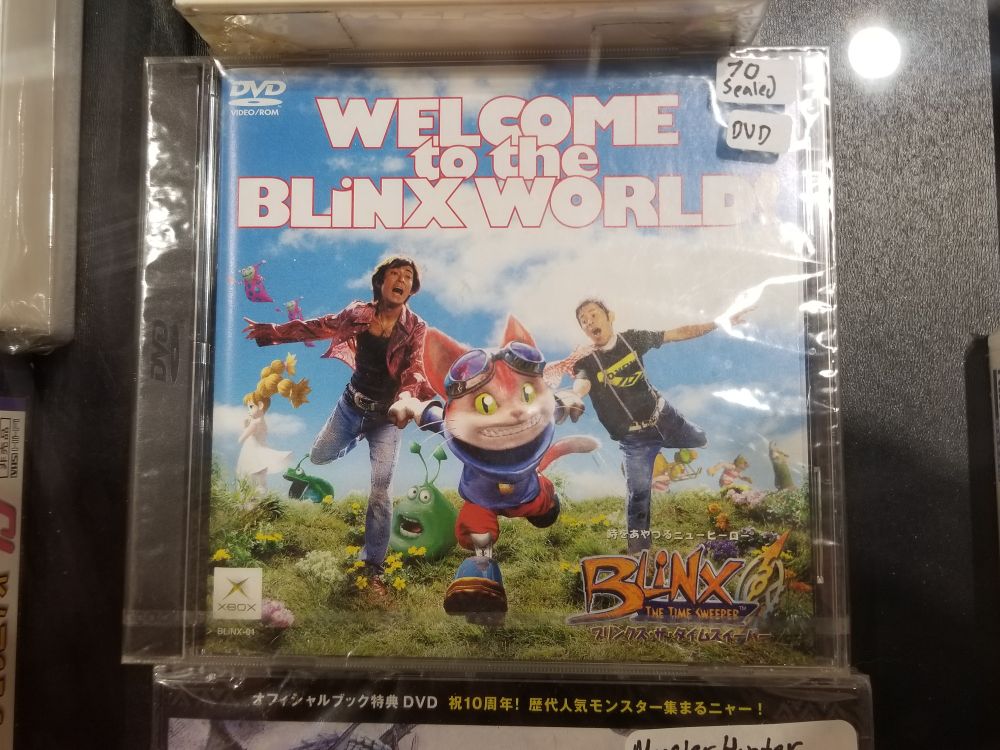 DVD
VIDEO/ROM
70
Sealed
DVD
WELCOME
to the
BLiNX WORLD!
DVD
時をあやつるニューヒーロー
BLiNX
THE TIME SWEEPER™
ブリンクス・ザ・タイムスイーパー
XBOX
BLiNX-01
オフィシャルブック特典 DVD 祝10周年! 歴代人気モンスター集まるニャー!
Monster Hunter